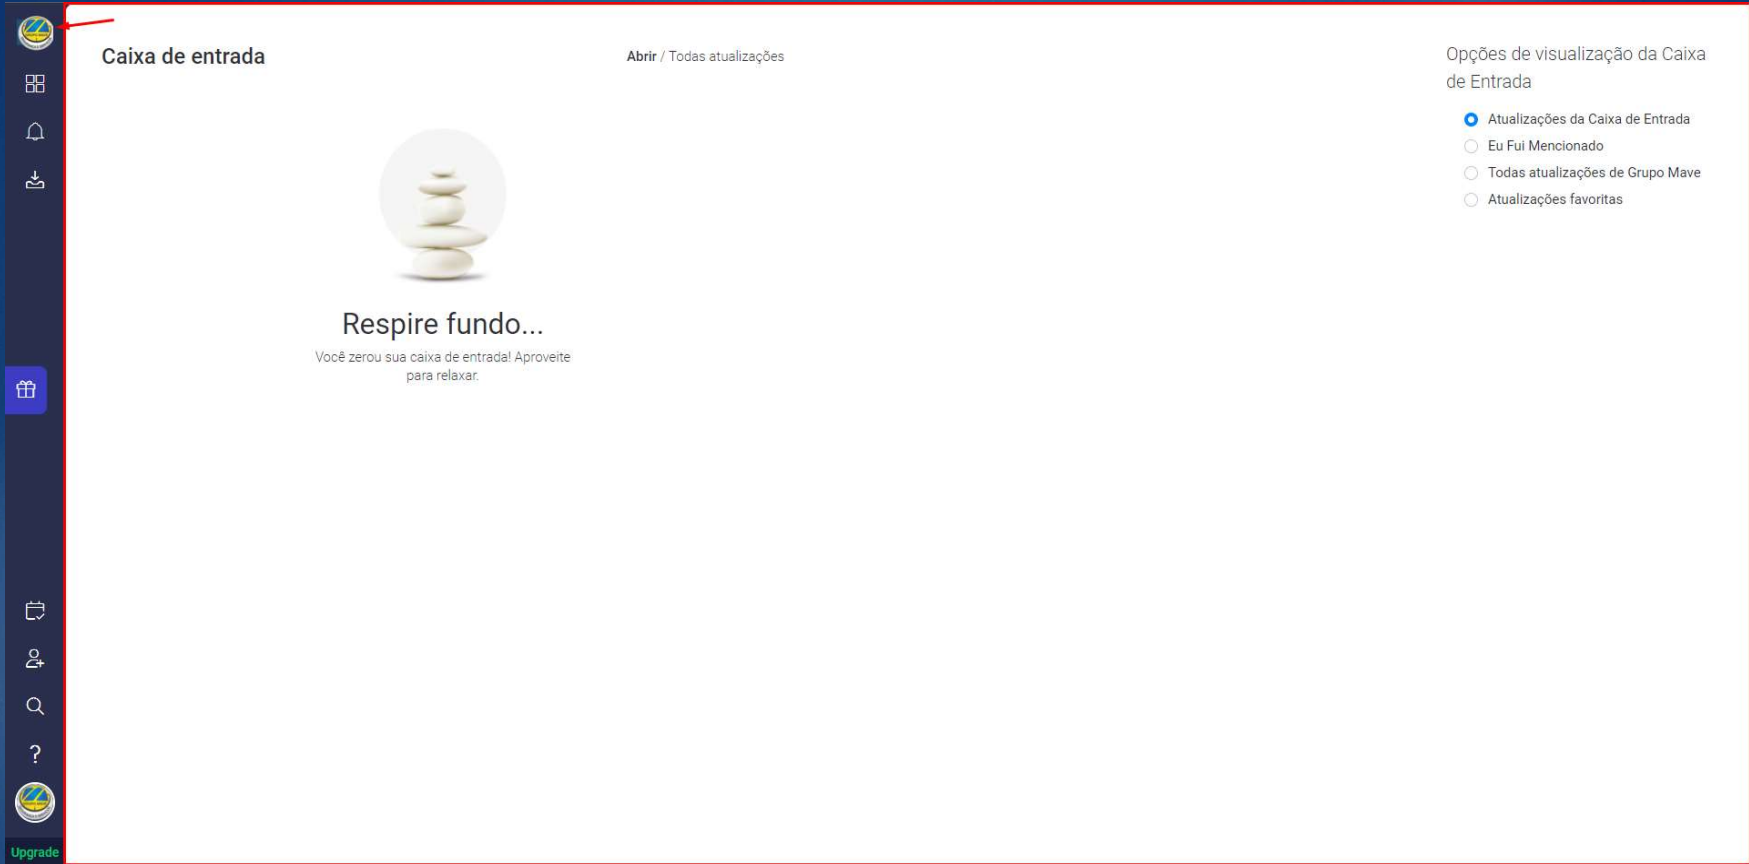 Caixa de entrada
Abrir / Todas atualizações
Opções de visualização da Caixa
de Entrada
Atualizações da Caixa de Entrada
Eu Fui Mencionado
Todas atualizações de Grupo Mave
Atualizações favoritas
Respire fundo...
Você zerou sua caixa de entrada! Aproveite
para relaxar.
?
Upgrade